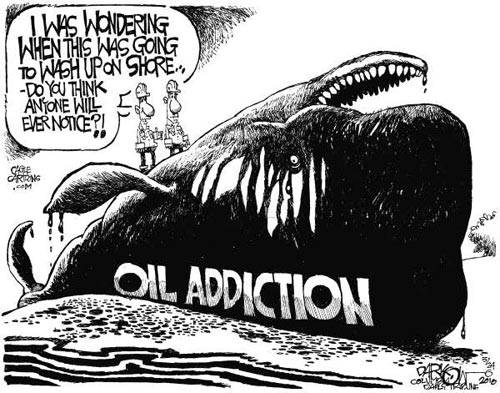 I WAS WONDERING
WHEN THIS WAS GOING
TO WASH UP ON SHORE...
-DO YOU THINK
ANYONE WILL
EVER NOTICE?!
!!
CAGLE
CARTOONS
.COM
OIL ADDICTION
DARKOW
COLUMBIA
DAILY TRIBUNE
2010